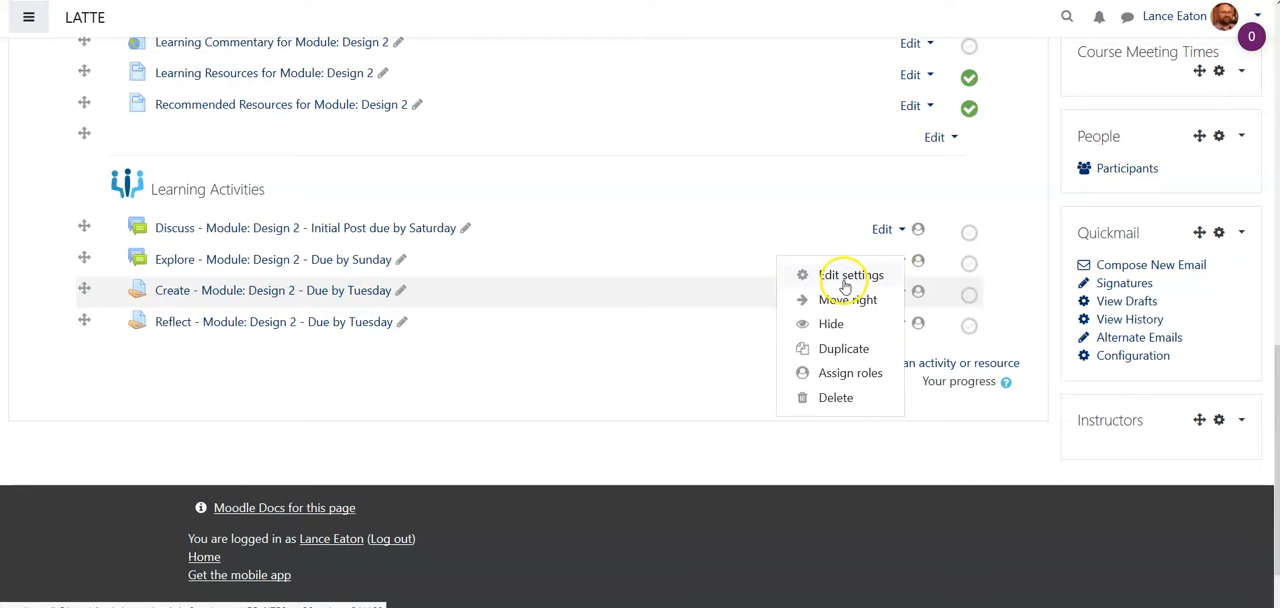 LATTE
Lance Eaton
0
Learning Commentary for Module: Design 2
Edit
Learning Resources for Module: Design 2
Edit
Recommended Resources for Module: Design 2
Edit
Edit
Learning Activities
Discuss - Module: Design 2 - Initial Post due by Saturday
Edit
Explore - Module: Design 2 - Due by Sunday
Create - Module: Design 2 - Due by Tuesday
Reflect - Module: Design 2 - Due by Tuesday
Edit settings
Move right
Hide
Duplicate
Assign roles
Delete
an activity or resource
Your progress
Course Meeting Times
People
Participants
Quickmail
Compose New Email
Signatures
View Drafts
View History
Alternate Emails
Configuration
Instructors
Moodle Docs for this page
You are logged in as Lance Eaton (Log out)
Home
Get the mobile app